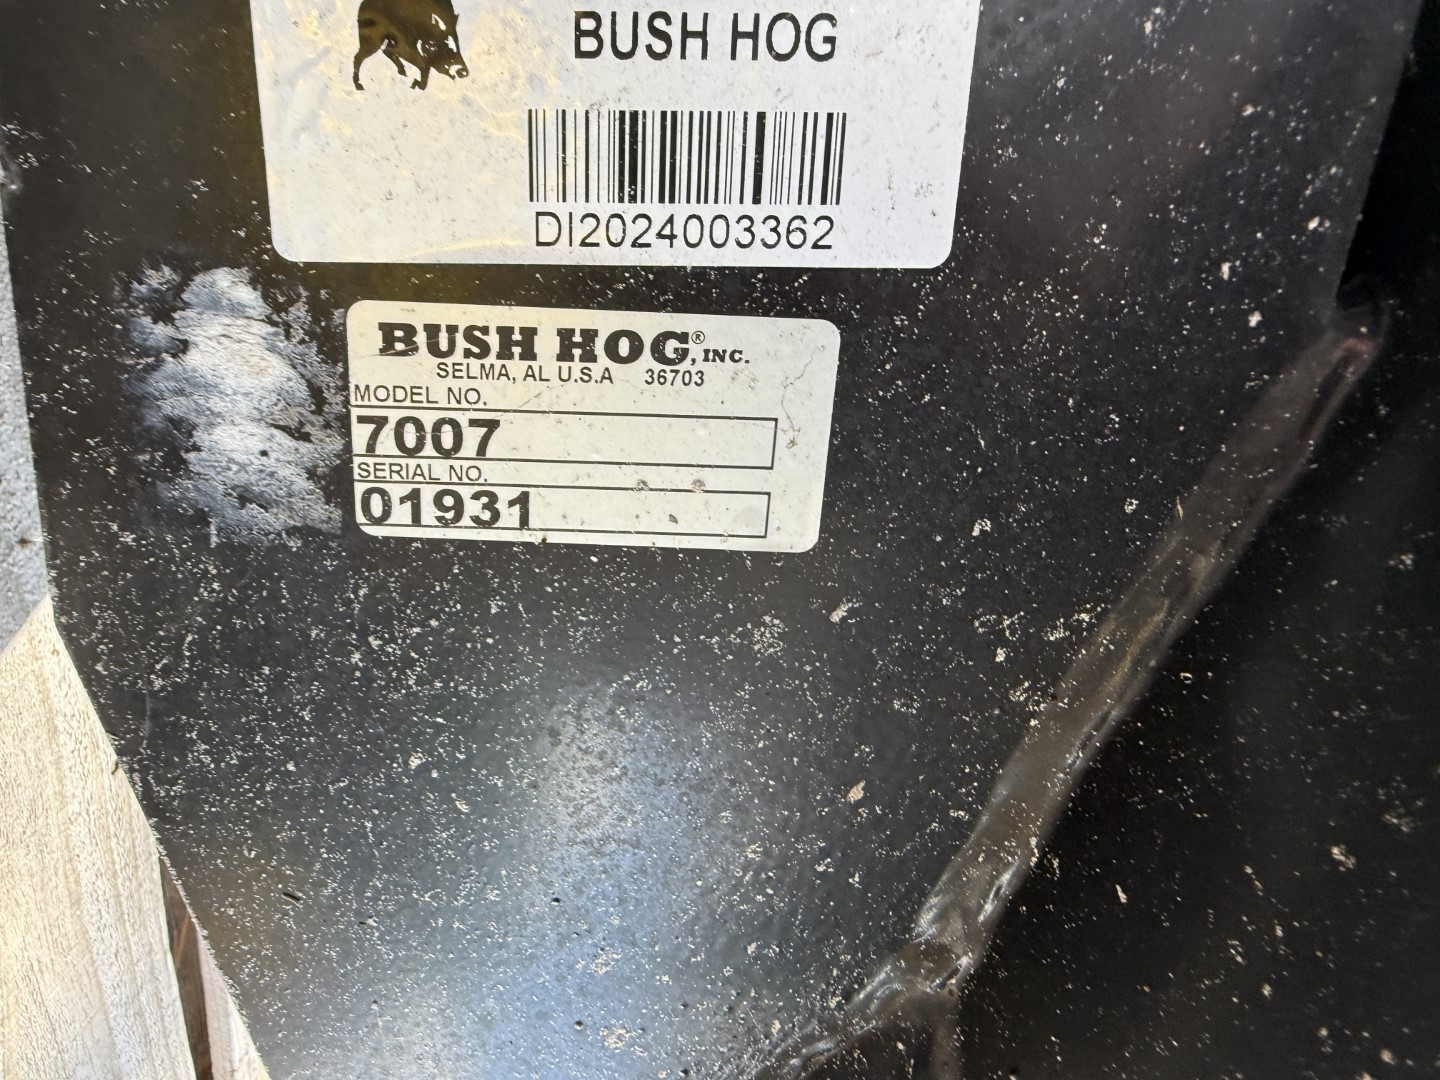 BUSH HOG
DI2024003362
BUSH HOG®, INC.
SELMA, AL U.S.A 36703
MODEL NO.
7007
SERIAL NO.
01931